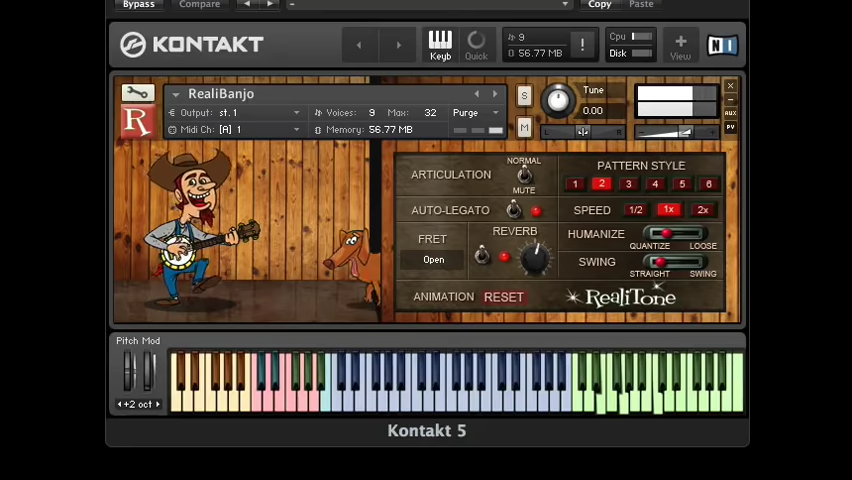 Bypass Compare - Copy Paste
KONTAKT Keyb Quick 9 56.77 MB ! Cpu Disk View NI
RealiBanjo S Tune
Output: st.1 Voices: 9 Max: 32 Purge 0.00 AUX
R Midi Ch: [A] 1 Memory: 56.77 MB M L R PV
ARTICULATION NORMAL MUTE
AUTO-LEGATO
FRET
Open
REVERB
ANIMATION RESET
PATTERN STYLE
1 2 3 4 5 6
SPEED 1/2 1x 2x
HUMANIZE
QUANTIZE LOOSE
SWING
STRAIGHT SWING
RealiTone
Pitch Mod
+2 oct
Kontakt 5